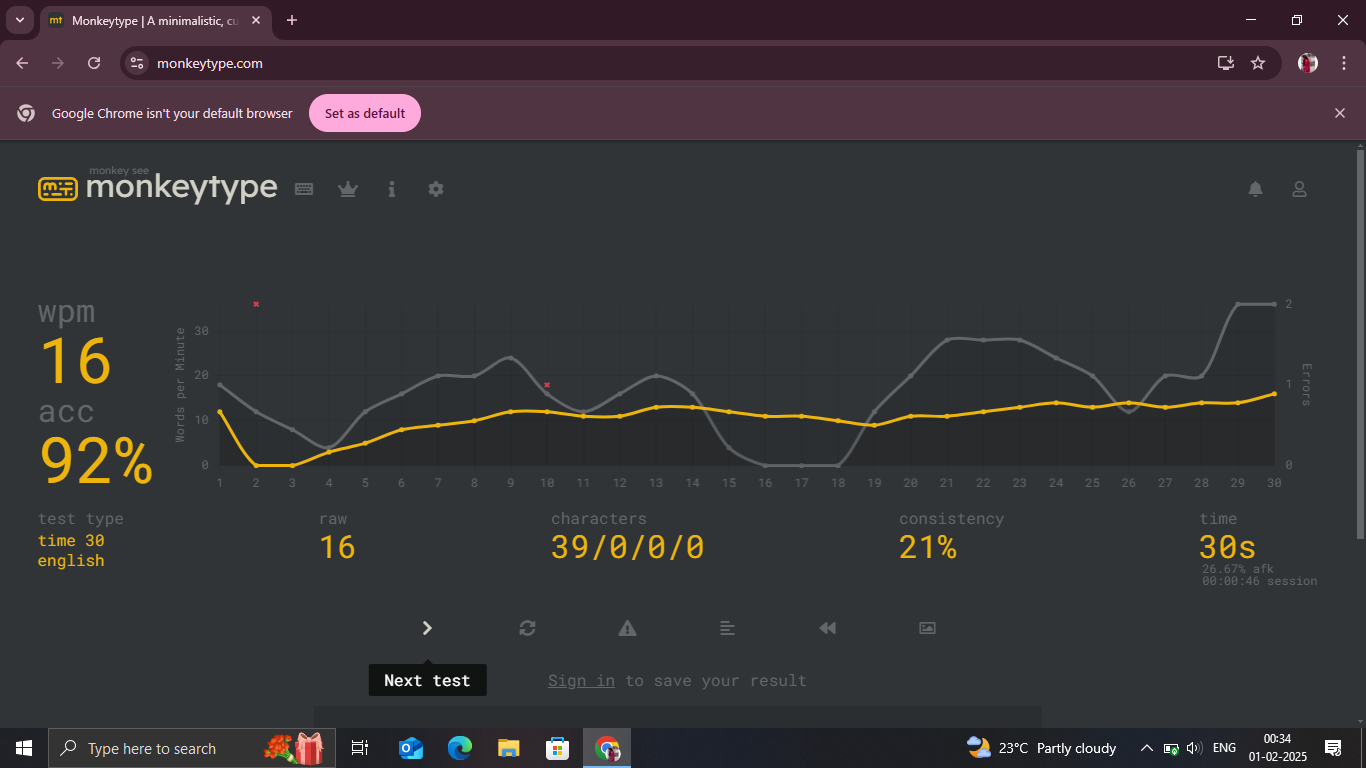 Monkeytype | A minimalistic, cu
monkeytype.com
Google Chrome isn't your default browser
Set as default
monkey see
monkeytype
wpm
16
acc
92%
Words per Minute
30
20
10
0
2
1
0
Errors
1 2 3 4 5 6 7 8 9 10 11 12 13 14 15 16 17 18 19 20 21 22 23 24 25 26 27 28 29 30
test type
time 30
english
raw
16
characters
39/0/0/0
consistency
21%
time
30s
26.67% afk
00:00:46 session
Next test
Sign in to save your result
Type here to search
23°C Partly cloudy
ENG
00:34
01-02-2025